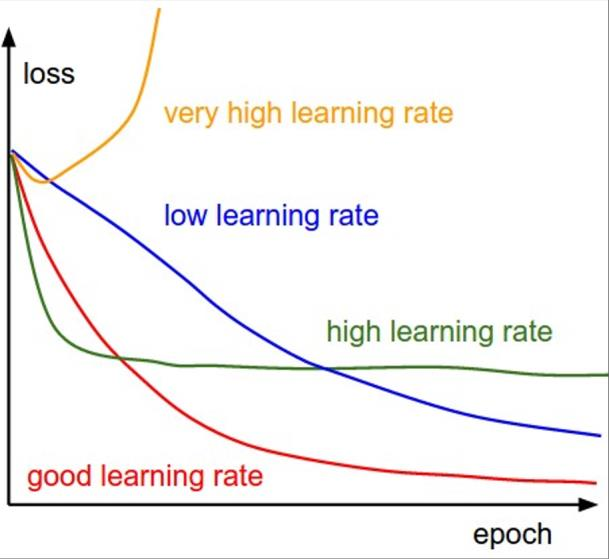 loss
very high learning rate
low learning rate
high learning rate
good learning rate
epoch